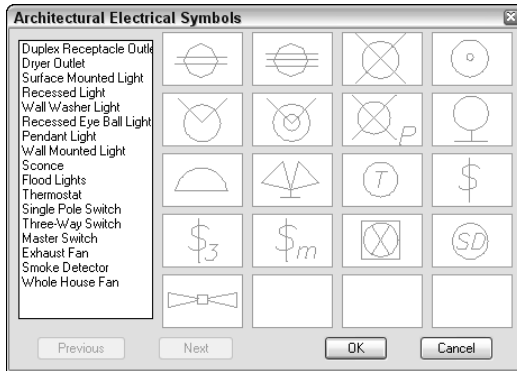 Architectural Electrical Symbols
Duplex Receptacle Outle
Dryer Outlet
Surface Mounted Light
Recessed Light
Wall Washer Light
Recessed Eye Ball Light
Pendant Light
Wall Mounted Light
Sconce
Flood Lights
Thermostat
Single Pole Switch
Three-Way Switch
Master Switch
Exhaust Fan
Smoke Detector
Whole House Fan
P
T
$
$3
$m
SD
Previous
Next
OK
Cancel